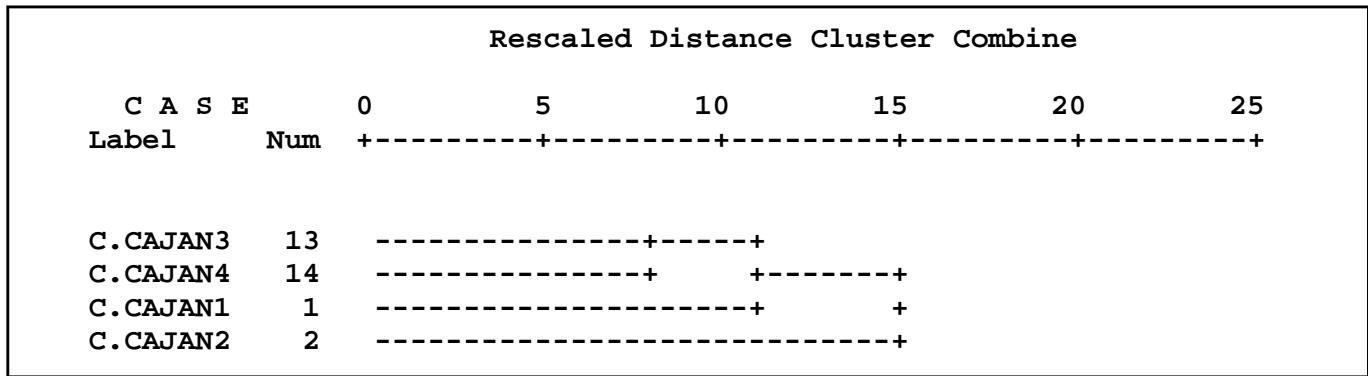 Rescaled Distance Cluster Combine
C A S E 0 5 10 15 20 25
Label Num +---------+---------+---------+---------+---------+
C.CAJAN3 13 ---------------+-----+
C.CAJAN4 14 ---------------+ +-------+
C.CAJAN1 1 ---------------------+ +
C.CAJAN2 2 -----------------------------+